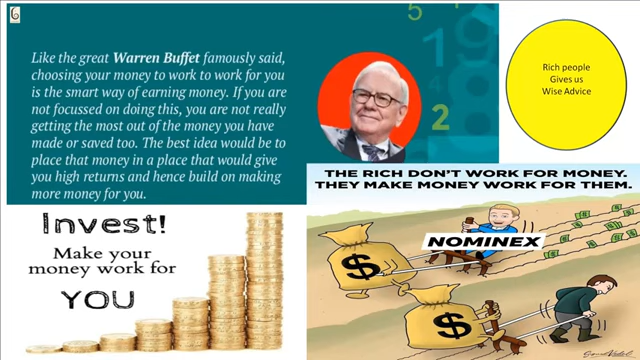 6
Like the great Warren Buffet famously said,
choosing your money to work to work for you
is the smart way of earning money. If you are
not focussed on doing this, you are not really
getting the most out of the money you have
made or saved too. The best idea would be to
place that money in a place that would give
you high returns and hence build on making
more money for you.
5
19
2
Rich people
Gives us
Wise Advice
THE RICH DON'T WORK FOR MONEY.
THEY MAKE MONEY WORK FOR THEM.
NOMINEX
$
$
Invest!
Make your
money work for
YOU